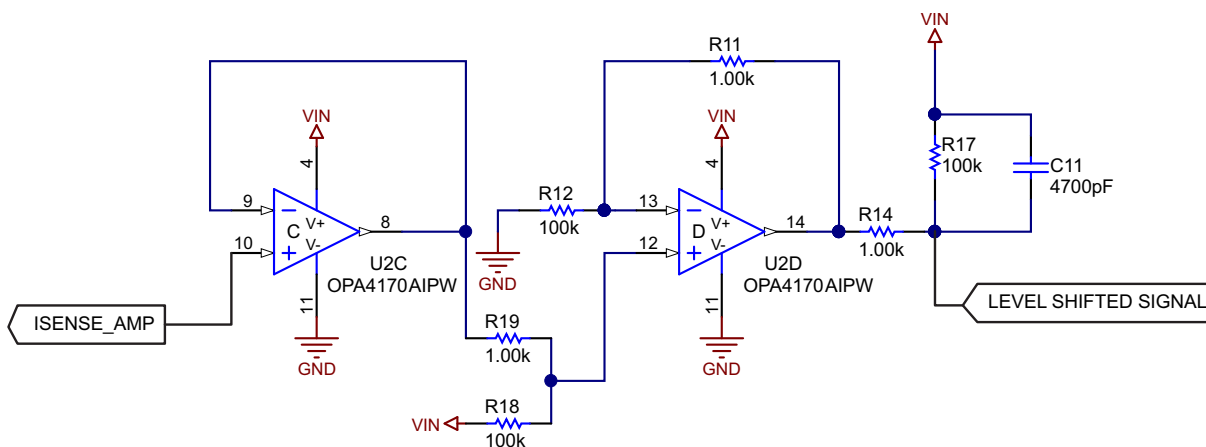 VIN
R11
1.00k
VIN
VIN
4
4
R17
100k
C11
4700pF
R12
100k
9
−
C
V+
8
13
−
D
V+
14
R14
1.00k
10
+
V-
12
+
V-
U2C
OPA4170AIPW
GND
U2D
OPA4170AIPW
11
11
ISENSE_AMP
LEVEL SHIFTED SIGNAL
R19
1.00k
GND
GND
VIN
R18
100k